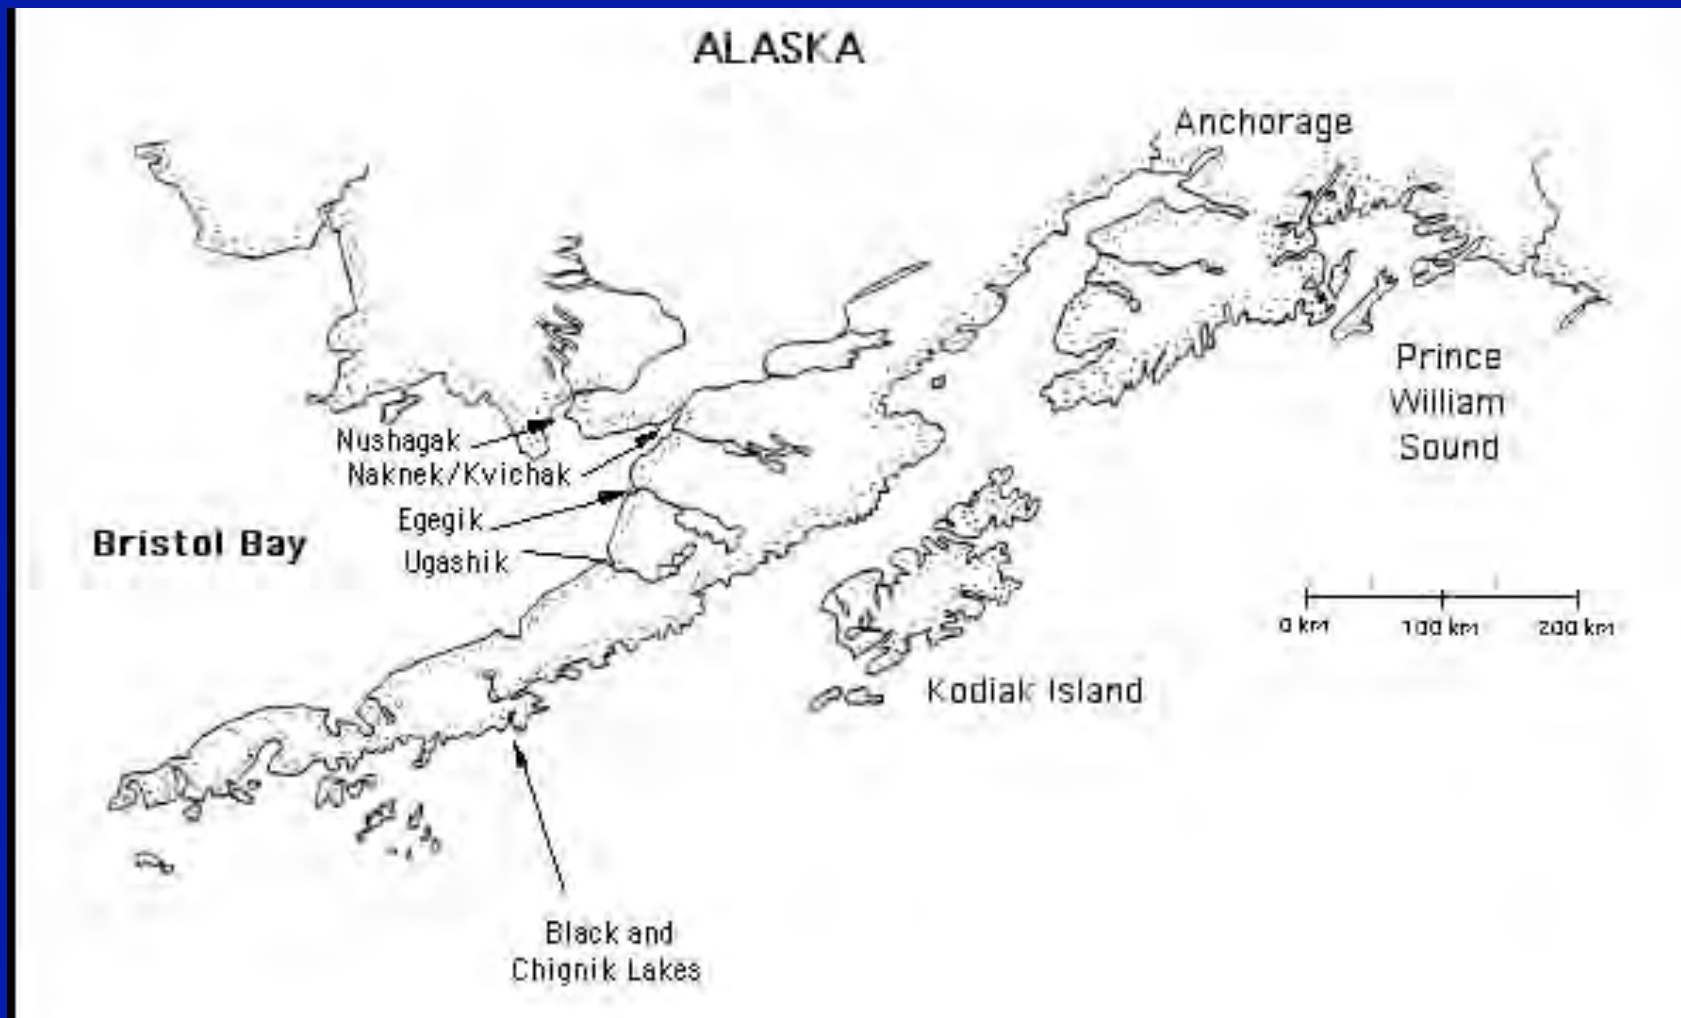 ALASKA
Anchorage
Prince
William
Sound
Nushagak
Naknek/Kvichak
Egegik
Ugashik
Bristol Bay
0 km 100 km 200 km
Kodiak Island
Black and
Chignik Lakes